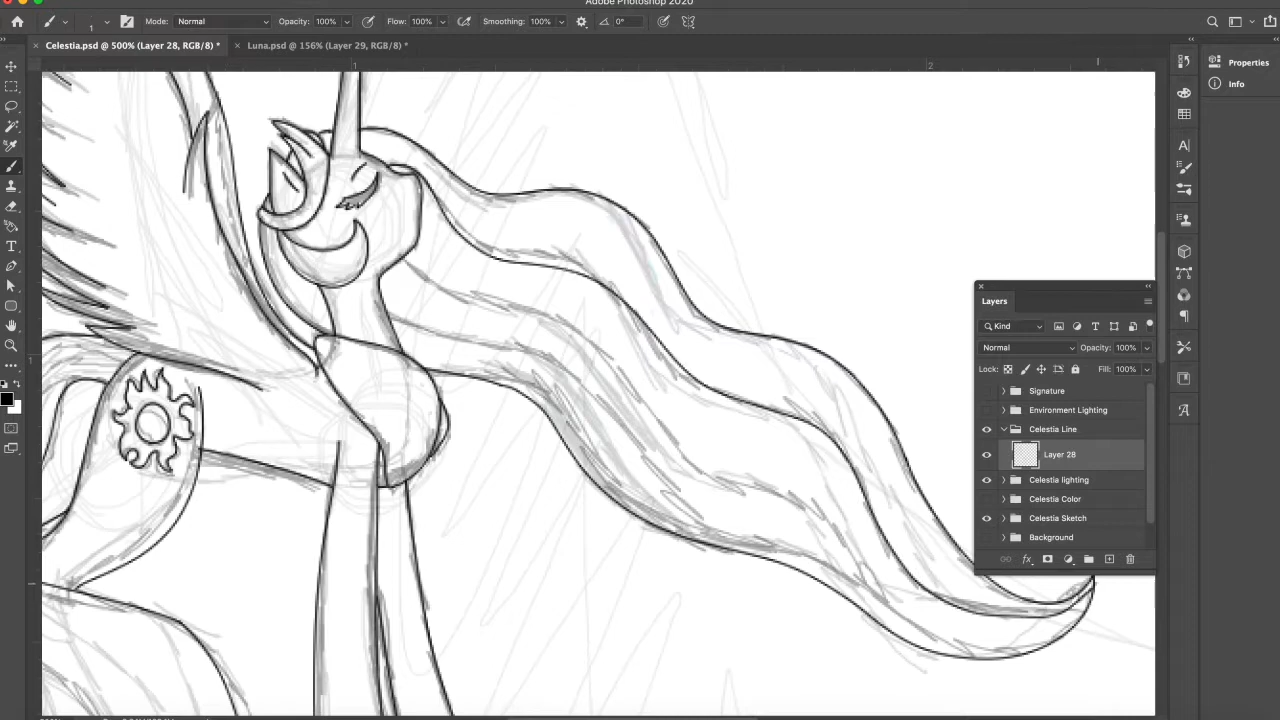 Adobe Photoshop 2020
1 Mode: Normal Opacity: 100% Flow: 100% Smoothing: 100% 0°
Celestia.psd @ 500% (Layer 28, RGB/8) * Luna.psd @ 156% (Layer 29, RGB/8) *
1 2
Properties
Info
1
Layers
Kind
Normal Opacity: 100%
Lock: Fill: 100%
Signature
Environment Lighting
Celestia Line
Layer 28
Celestia lighting
Celestia Color
Celestia Sketch
Background